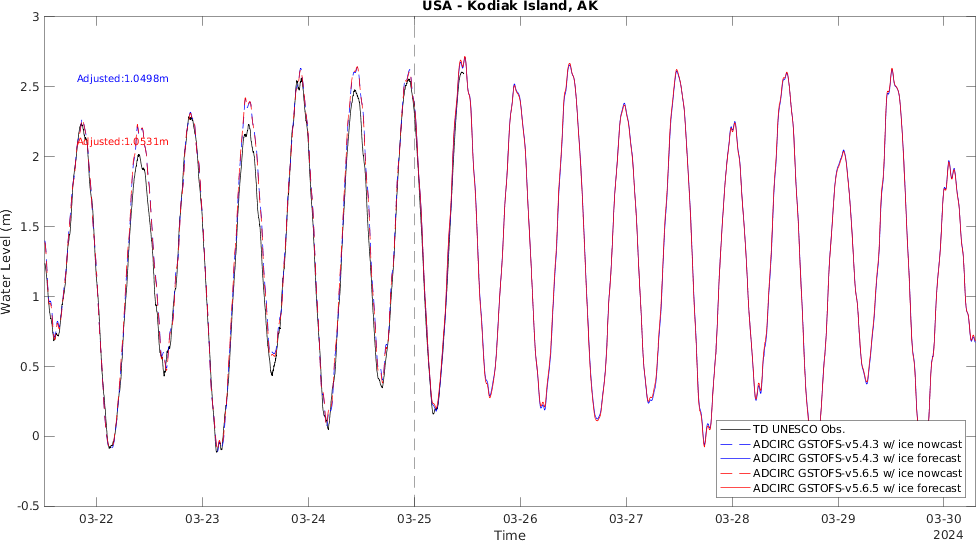 USA - Kodiak Island, AK
3
2.5
2
1.5
1
0.5
0
-0.5
Water Level (m)
Adjusted:1.0498m
Adjusted:1.0531m
TD UNESCO Obs.
ADCIRC GSTOFS-v5.4.3 w/ ice nowcast
ADCIRC GSTOFS-v5.4.3 w/ ice forecast
ADCIRC GSTOFS-v5.6.5 w/ ice nowcast
ADCIRC GSTOFS-v5.6.5 w/ ice forecast
03-22 03-23 03-24 03-25 03-26 03-27 03-28 03-29 03-30
Time
2024